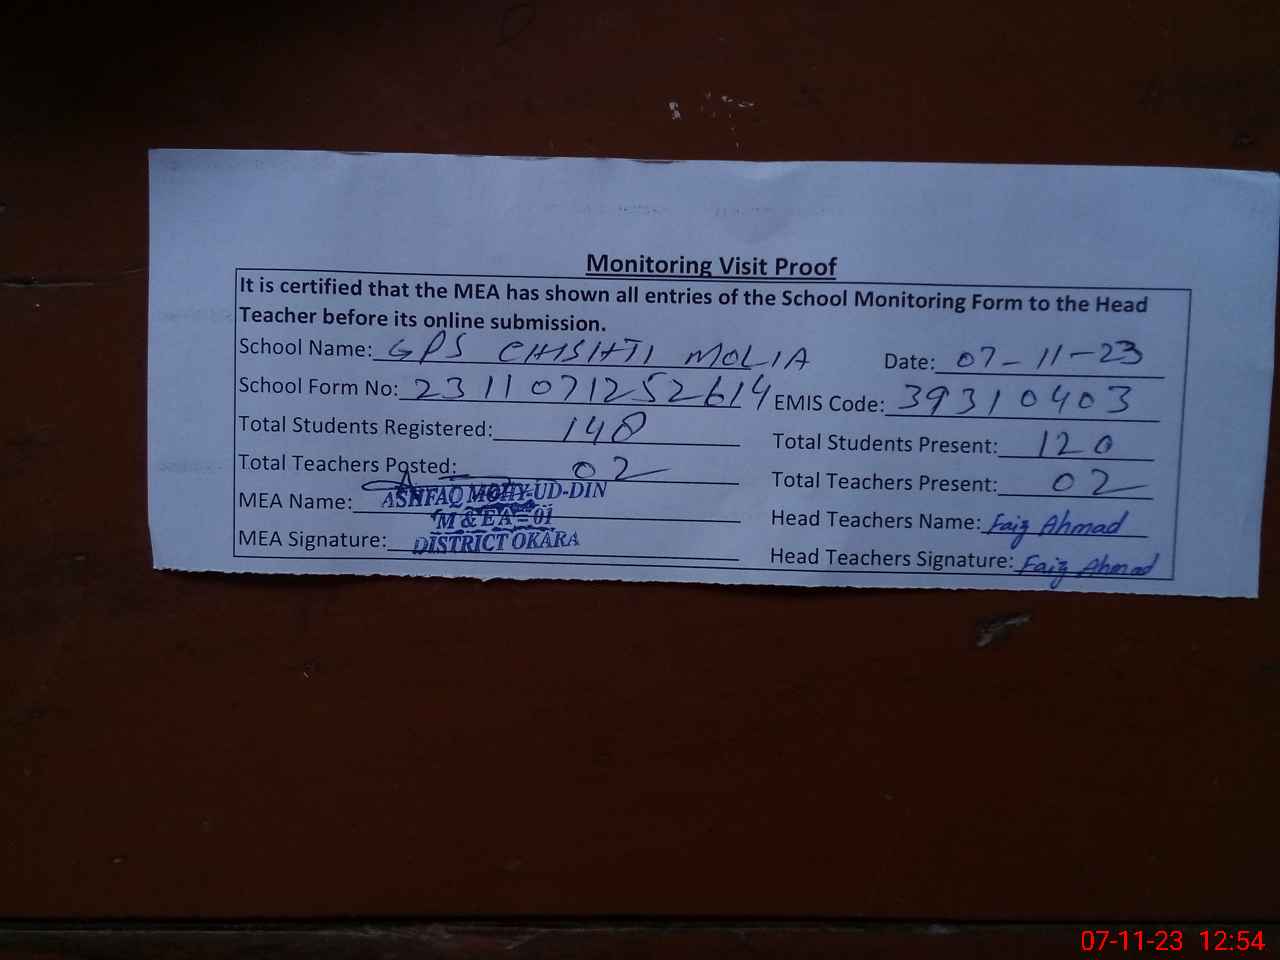 Monitoring Visit Proof
It is certified that the MEA has shown all entries of the School Monitoring Form to the Head
Teacher before its online submission.
School Name: GPS CHISHTI MOLIA Date: 07-11-23
School Form No: 2311071252614 EMIS Code: 39310403
Total Students Registered: 148 Total Students Present: 120
Total Teachers Posted: 02 Total Teachers Present: 02
MEA Name: ASHFAQ MOHY-UD-DIN Head Teachers Name: Faiz Ahmad
M & EA - 01
MEA Signature: DISTRICT OKARA Head Teachers Signature: Faiz Ahmad
07-11-23 12:54